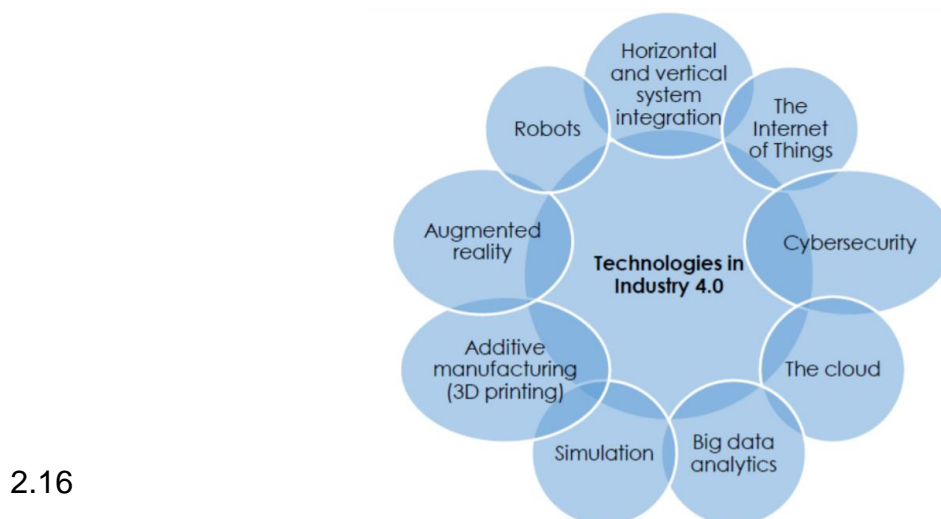 Horizontal
and vertical
system
integration
The
Internet
of Things
Cybersecurity
The cloud
Big data
analytics
Simulation
Additive
manufacturing
(3D printing)
Augmented
reality
Robots
Technologies in
Industry 4.0
2.16